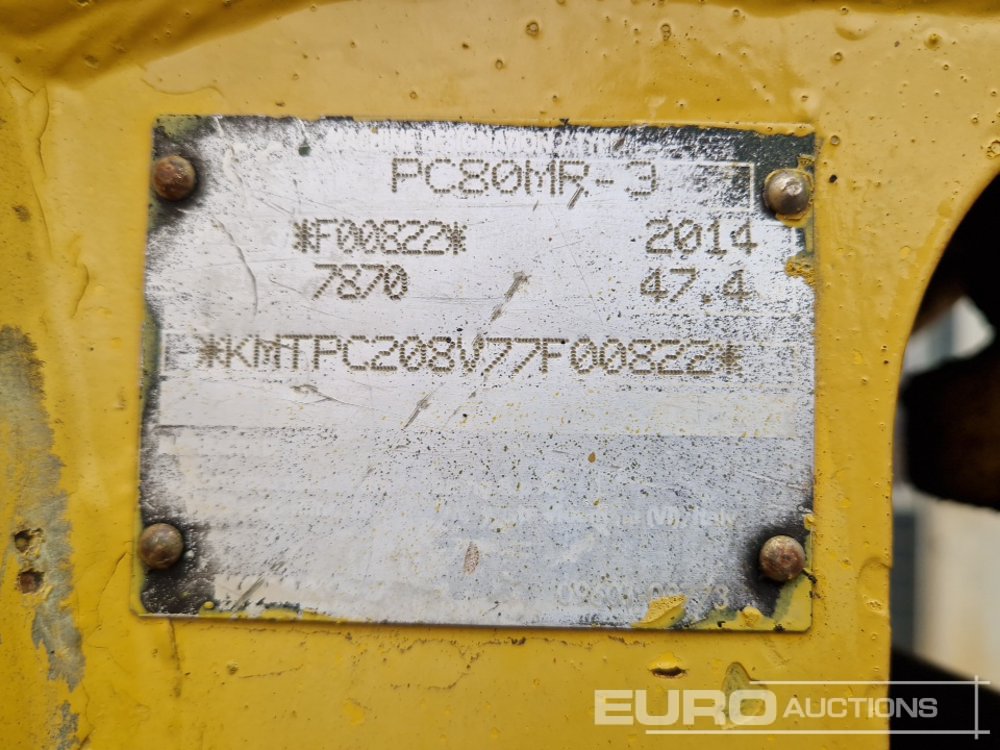 PC80MR-3
*F00822* 2014
7870 47.4
*KMTPC208V77F00822*
EURO AUCTIONS